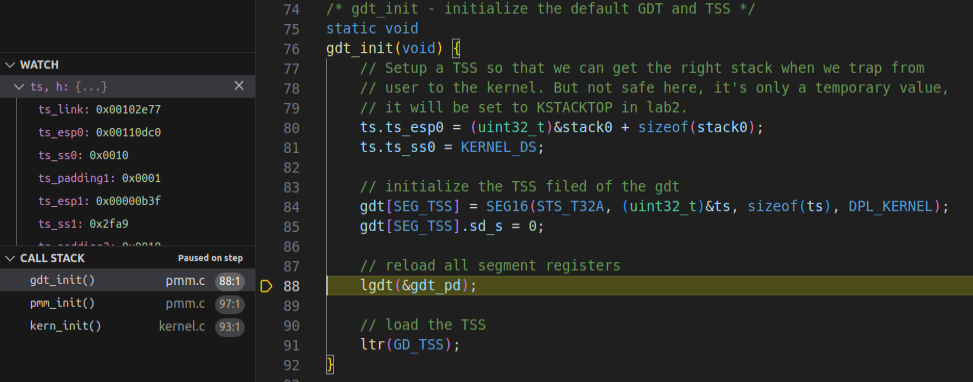 WATCH
ts, h: {...}
ts_link: 0x00102e77
ts_esp0: 0x00110dc0
ts_ss0: 0x0010
ts_padding1: 0x0001
ts_esp1: 0x00000b3f
ts_ss1: 0x2fa9
CALL STACK Paused on step
gdt_init() pmm.c 88:1
pmm_init() pmm.c 97:1
kern_init() kernel.c 93:1
74 /* gdt_init - initialize the default GDT and TSS */
75 static void
76 gdt_init(void) {
77 // Setup a TSS so that we can get the right stack when we trap from
78 // user to the kernel. But not safe here, it's only a temporary value,
79 // it will be set to KSTACKTOP in lab2.
80 ts.ts_esp0 = (uint32_t)&stack0 + sizeof(stack0);
81 ts.ts_ss0 = KERNEL_DS;
82
83 // initialize the TSS filed of the gdt
84 gdt[SEG_TSS] = SEG16(STS_T32A, (uint32_t)&ts, sizeof(ts), DPL_KERNEL);
85 gdt[SEG_TSS].sd_s = 0;
86
87 // reload all segment registers
88 lgdt(&gdt_pd);
89
90 // load the TSS
91 ltr(GD_TSS);
92 }